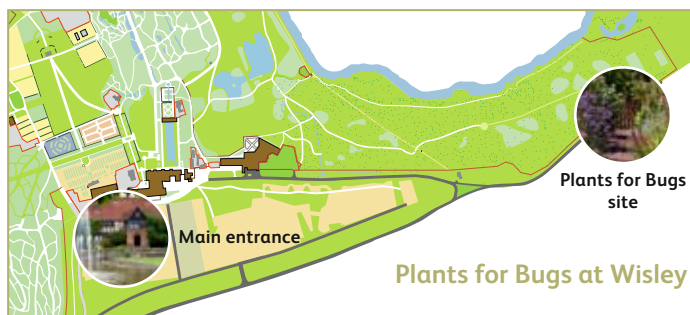 Plants for Bugs
site
Main entrance
Plants for Bugs at Wisley